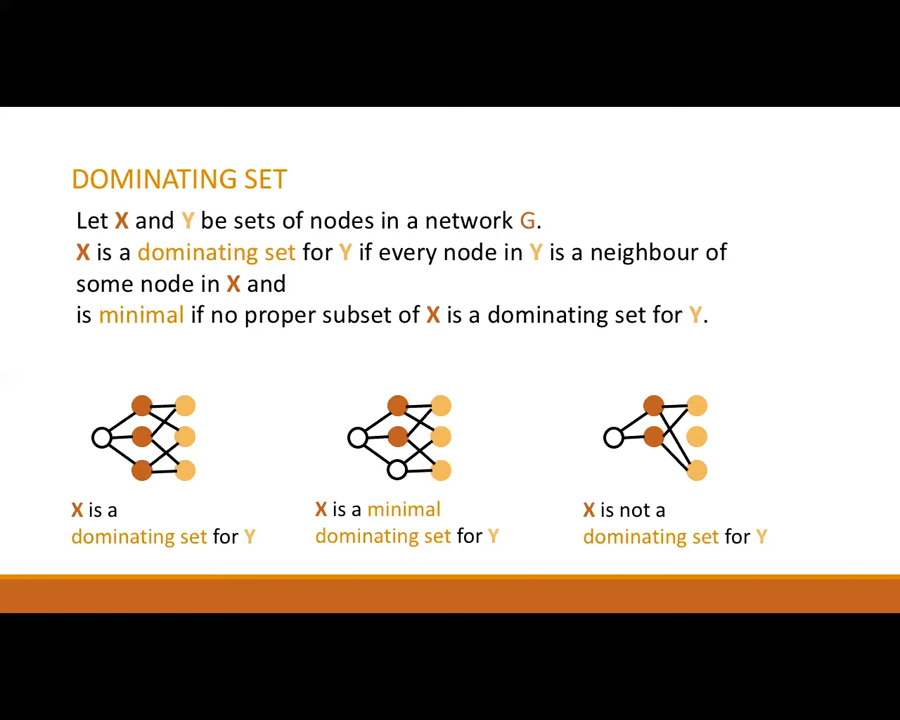 DOMINATING SET
Let X and Y be sets of nodes in a network G.
X is a dominating set for Y if every node in Y is a neighbour of
some node in X and
is minimal if no proper subset of X is a dominating set for Y.
X is a
dominating set for Y
X is a minimal
dominating set for Y
X is not a
dominating set for Y